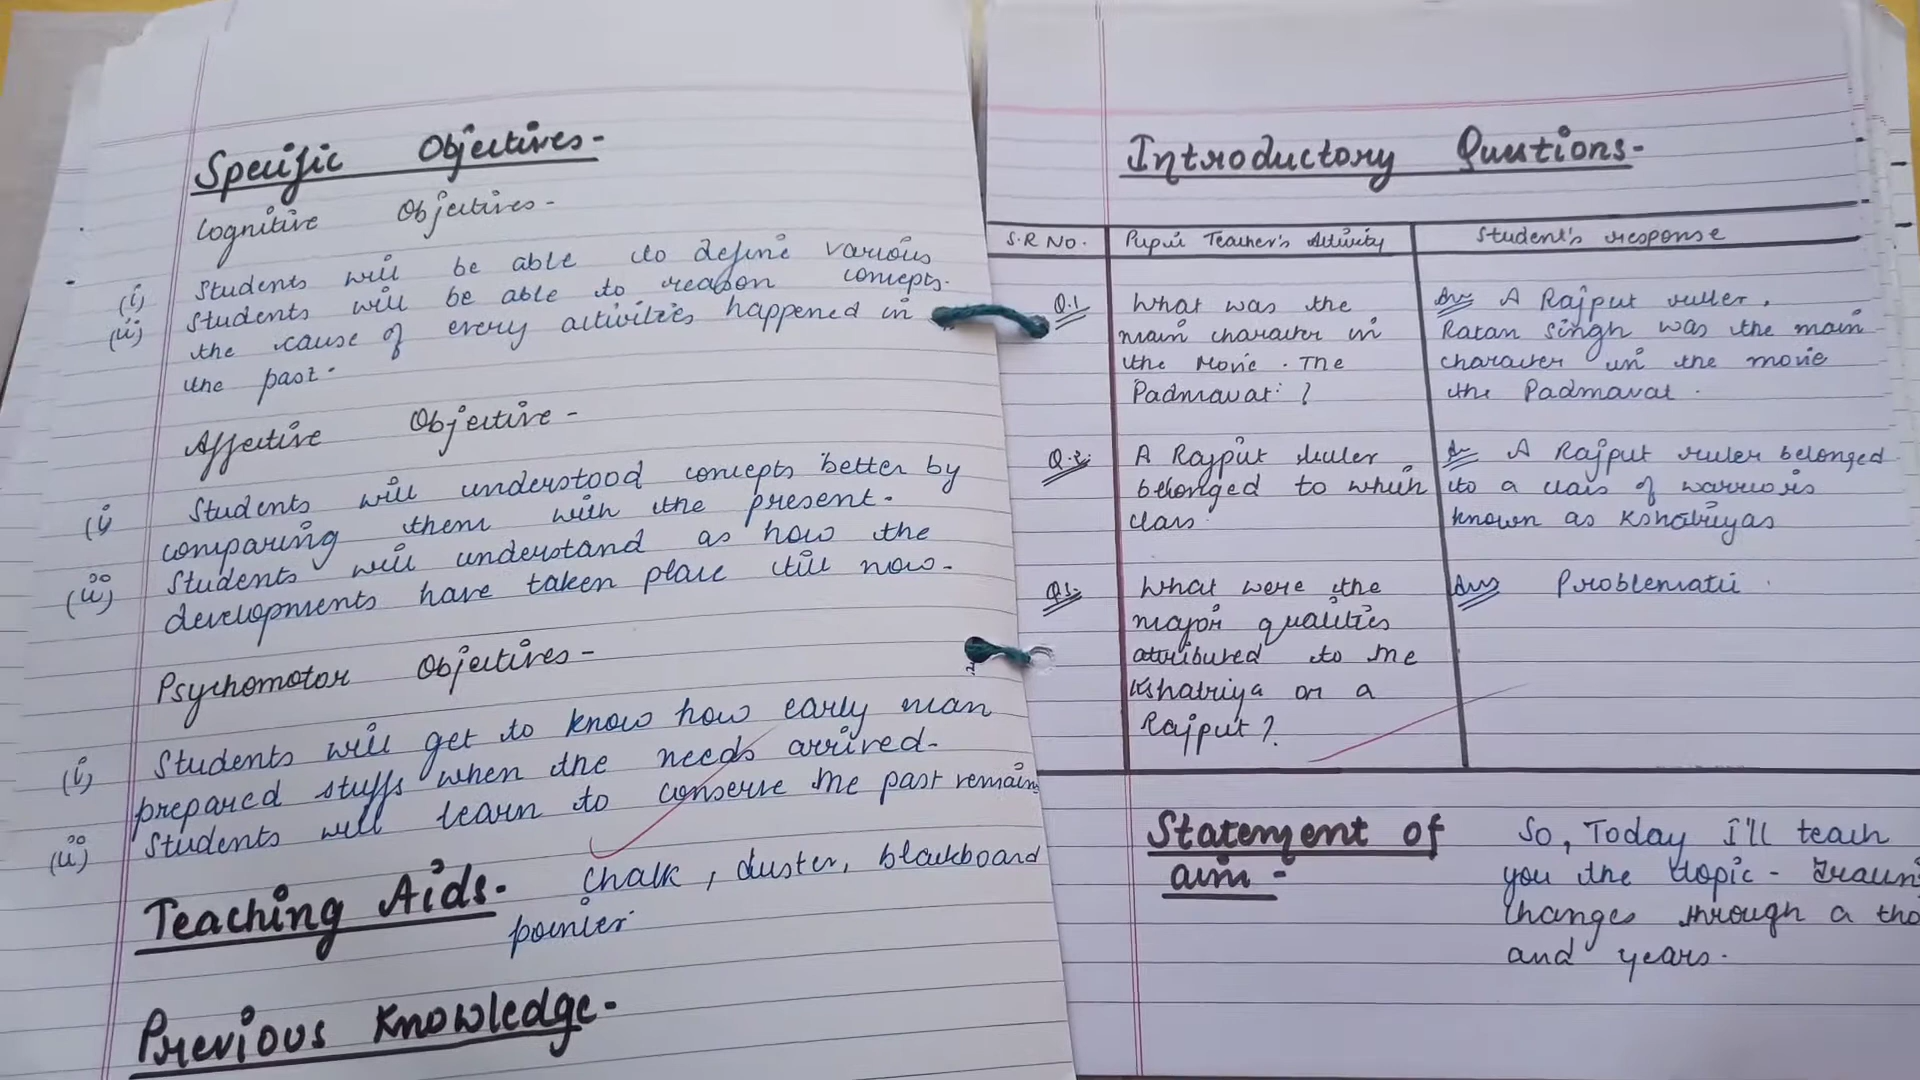 Specific Objectives-
Cognitive Objectives-
(i) Students will be able to define various concepts.
(ii) Students will be able to reason
the cause of every activities happened in
the past.
Affective Objective-
(i) Students will understood concepts better by
comparing them with the present.
(ii) Students will understand as how the
developments have taken place till now.
Psychomotor Objectives-
(i) Students will get to know how early man
prepared stuffs when the needs arrived.
(ii) Students will learn to conserve the past remain
Teaching Aids- chalk, duster, blackboard
pointer
Previous Knowledge-
Introductory Questions-
S.R NO. Pupil Teacher's Activity Student's response
Q.1 What was the
main character in
the Movie. The
Padmavat: ?
Ans A Rajput ruller.
Ratan Singh was the main
character in the movie
the Padmavat.
Q.2. A Rajput ruler
belonged to which
class.
A Rajput ruler belonged
to a class of warriors
known as Kshatriyas
Q3. What were the
major qualities
attributed to the
Kshatriya or a
Rajput?
Ans Problematic.
Statement of
aim- So, Today I'll teach
you the topic-
changes through a tho
and years.